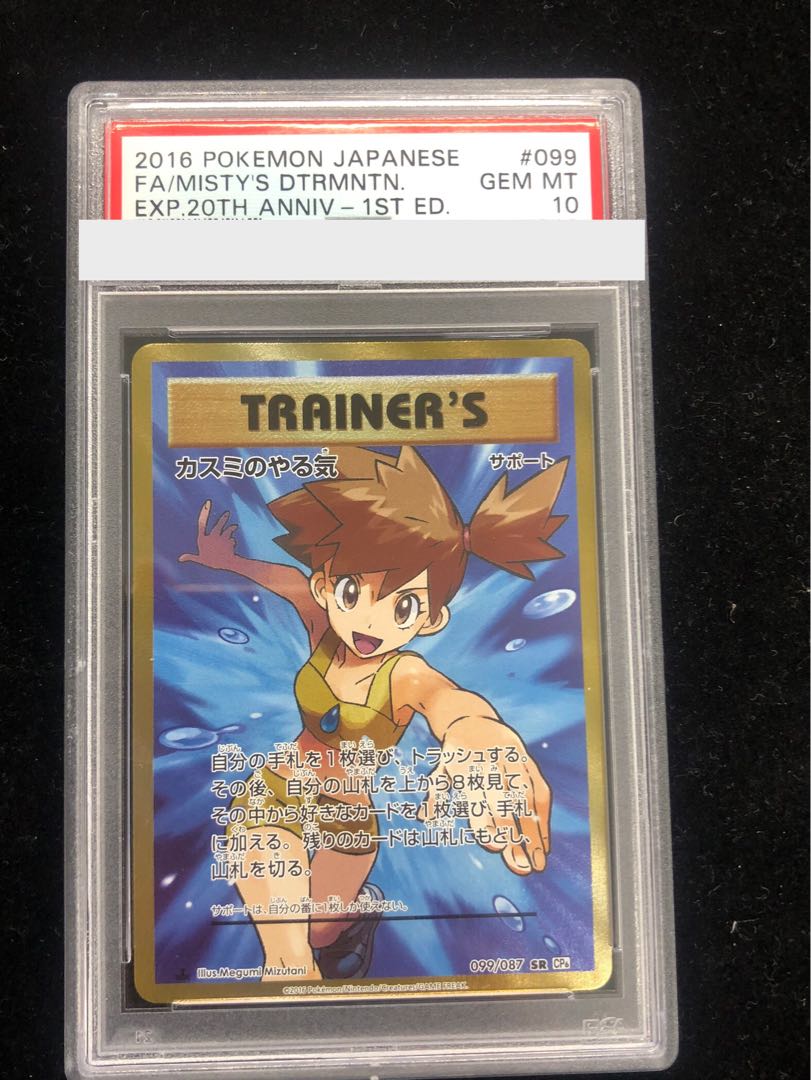 2016 POKEMON JAPANESE #099
FA/MISTY'S DTRMNTN. GEM MT
EXP.20TH ANNIV – 1ST ED. 10
TRAINER'S
カスミのやる気 サポート
自分の手札を1枚選び、トラッシュする。
その後、自分の山札を上から8枚見て、
その中から好きなカードを1枚選び、手札
に加える。残りのカードは山札にもどし、
山札を切る。
サポートは、自分の番に1枚しか使えない。
Illus. Megumi Mizutani 099/087 SR CP6
©2016 Pokémon/Nintendo/Creatures/GAME FREAK.